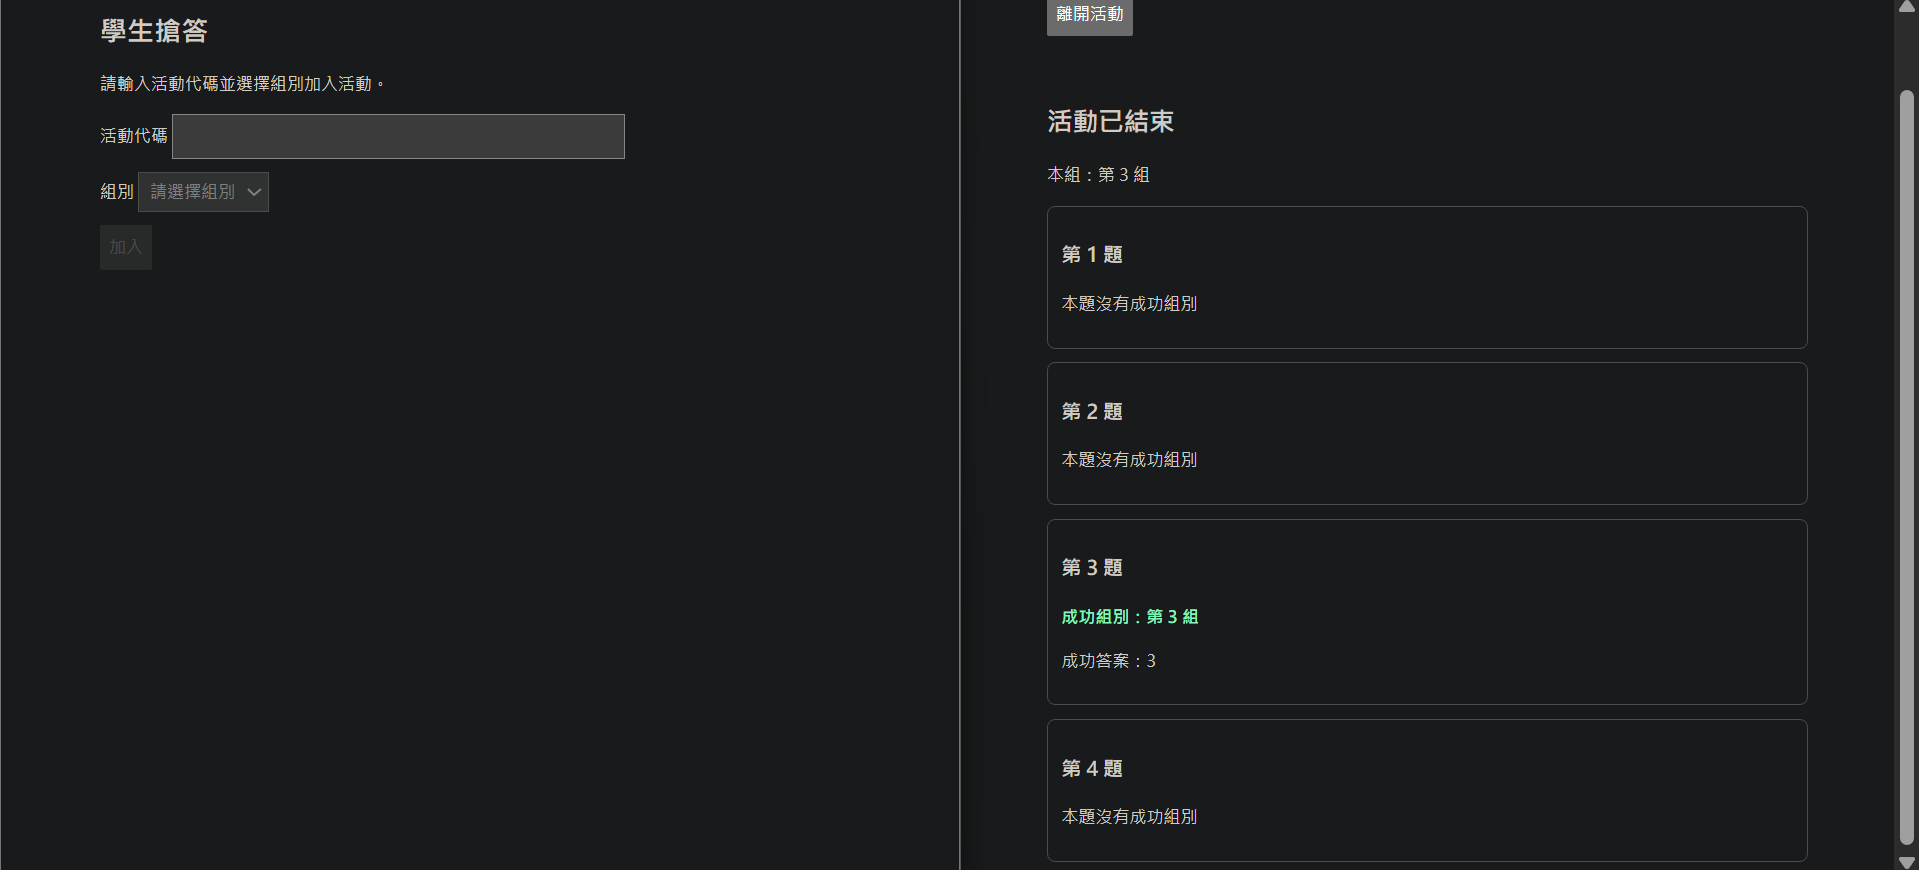 學生搶答
請輸入活動代碼並選擇組別加入活動。
活動代碼
組別 請選擇組別
加入
離開活動
活動已結束
本組：第 3 組
第 1 題
本題沒有成功組別
第 2 題
本題沒有成功組別
第 3 題
成功組別：第 3 組
成功答案：3
第 4 題
本題沒有成功組別